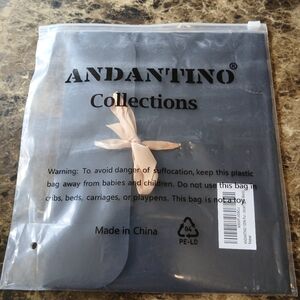 ANDANTINO®
Collections
Warning: To avoid danger of suffocation, keep this plastic
bag away from babies and children. Do not use this bag in
cribs, beds, carriages, or playpens. This bag is not a toy.
Made in China
04
PE-LD